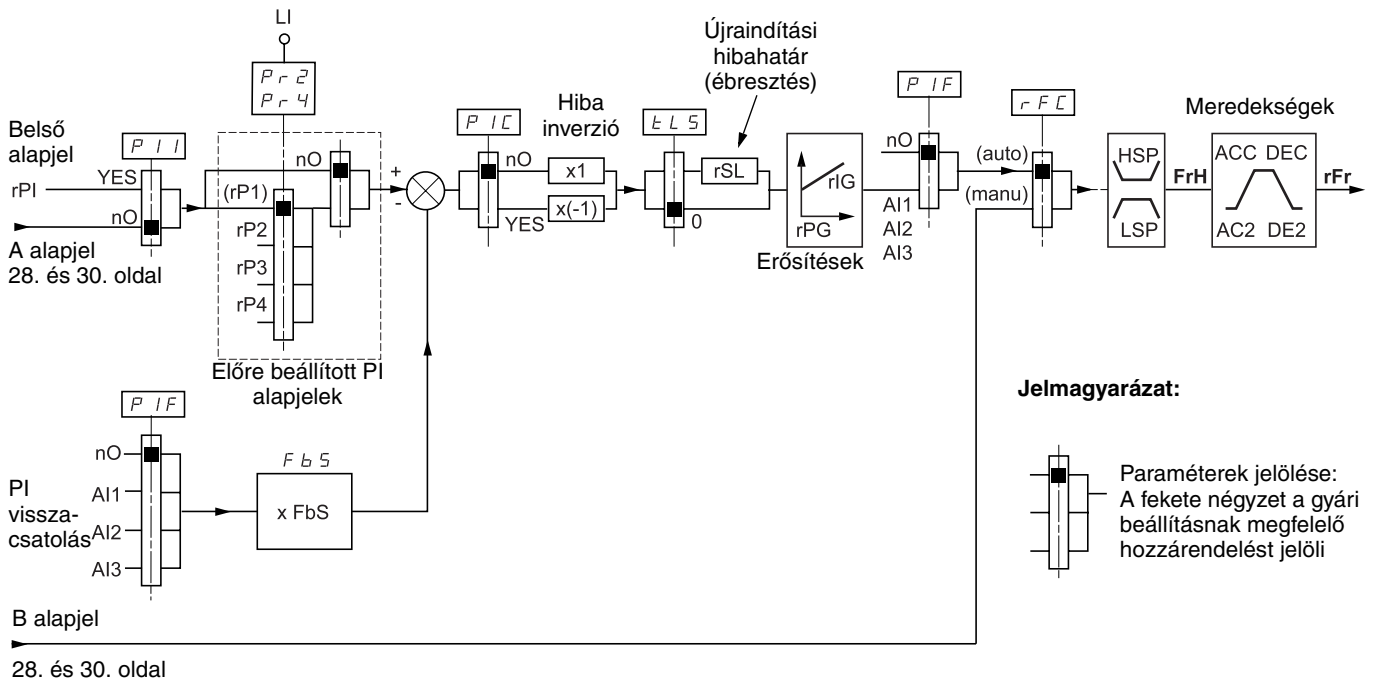 LI
Pr2
Pr4
Belső
alapjel
rPI
PII
YES
nO
A alapjel
28. és 30. oldal
nO
(rP1)
rP2
rP3
rP4
Előre beállított PI
alapjelek
+
-
PIC
nO
YES
Hiba
inverzió
x1
x(-1)
tLS
0
Újraindítási
hibahatár
(ébresztés)
rSL
rIG
rPG
Erősítések
PIF
nO
AI1
AI2
AI3
rFC
(auto)
(manu)
HSP
LSP
FrH
Meredekségek
ACC DEC
AC2 DE2
rFr
PIF
PI
vissza-
csatolás
nO
AI1
AI2
AI3
FbS
x FbS
B alapjel
28. és 30. oldal
Jelmagyarázat:
Paraméterek jelölése:
A fekete négyzet a gyári
beállításnak megfelelő
hozzárendelést jelöli